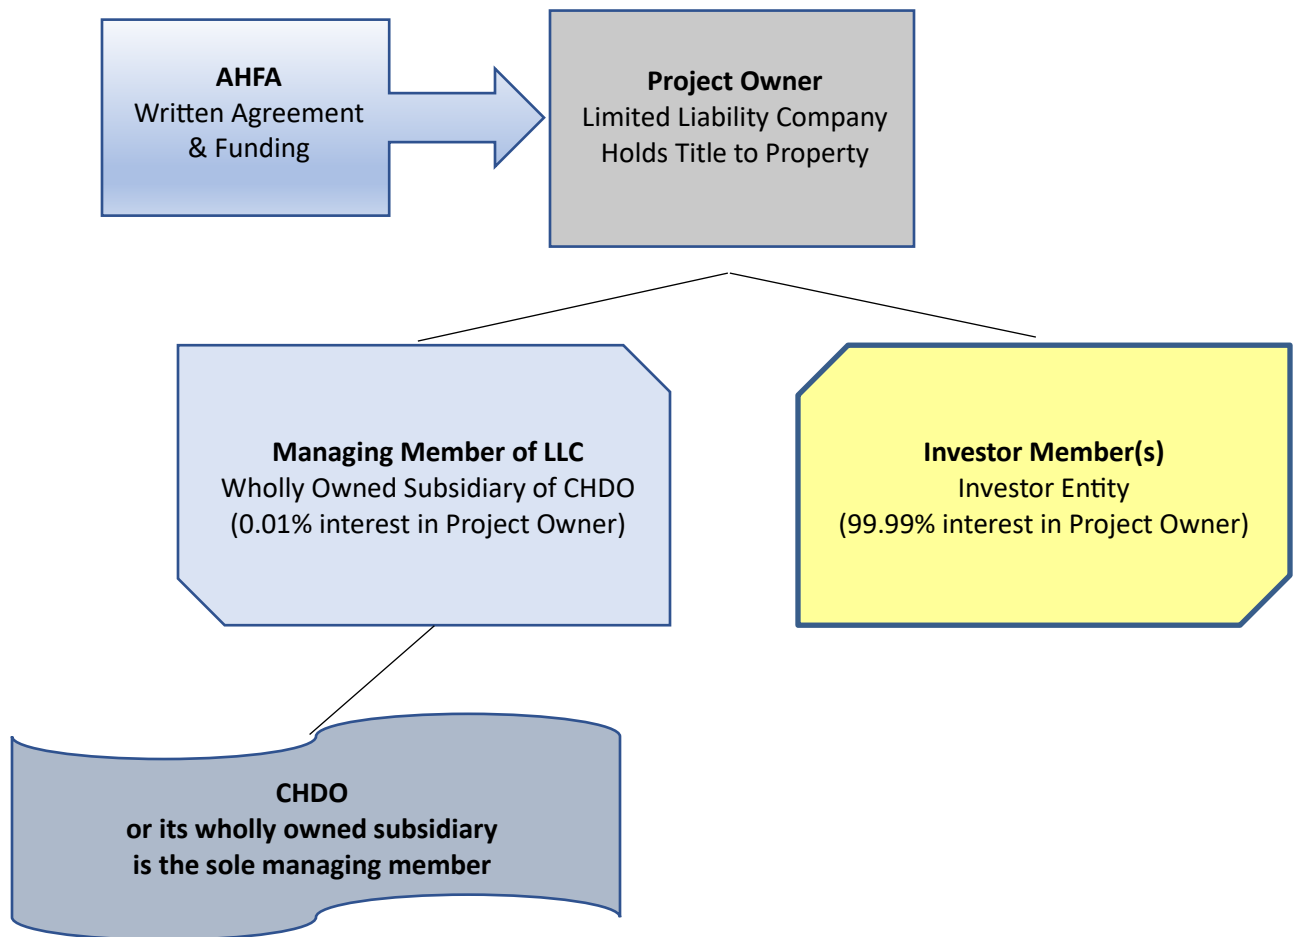 AHFA
Written Agreement
& Funding
Project Owner
Limited Liability Company
Holds Title to Property
Managing Member of LLC
Wholly Owned Subsidiary of CHDO
(0.01% interest in Project Owner)
Investor Member(s)
Investor Entity
(99.99% interest in Project Owner)
CHDO
or its wholly owned subsidiary
is the sole managing member